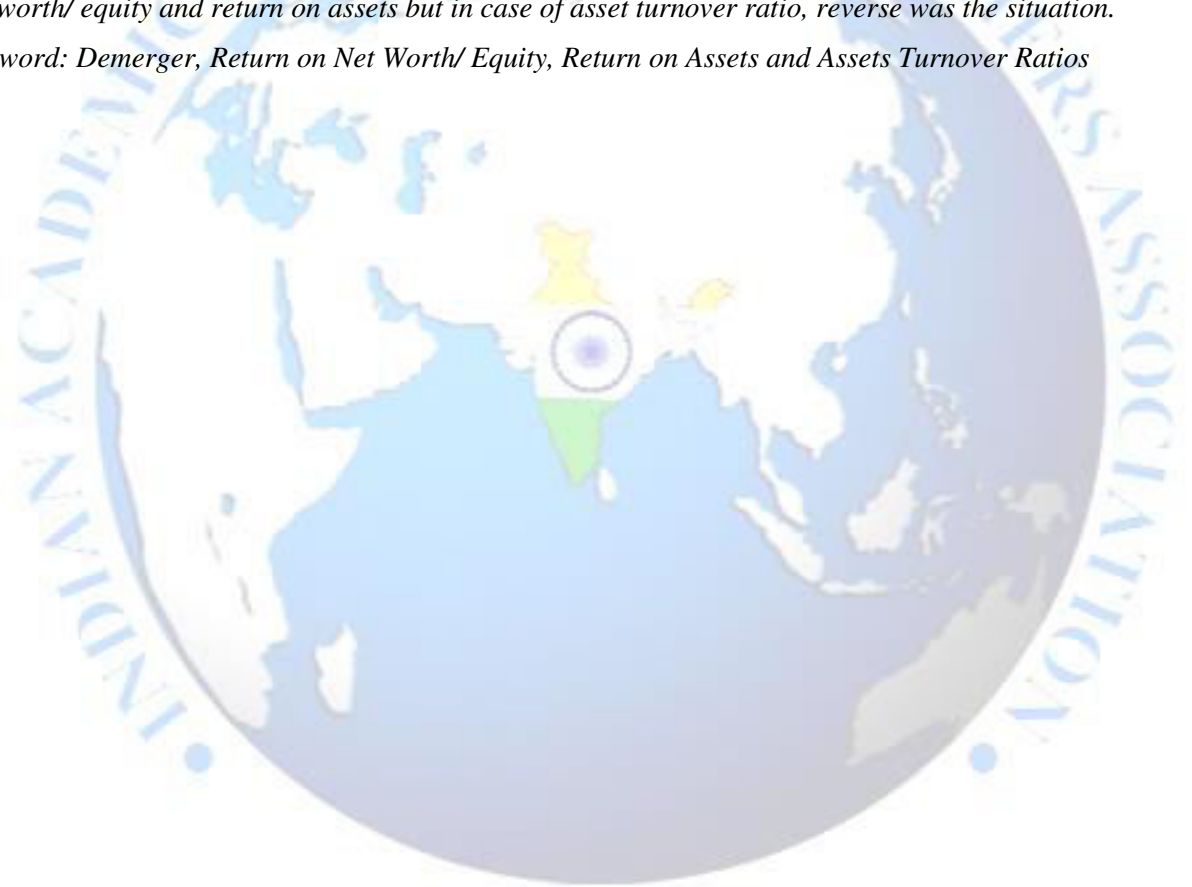 worth/ equity and return on assets but in case of asset turnover ratio, reverse was the situation.
word: Demerger, Return on Net Worth/ Equity, Return on Assets and Assets Turnover Ratios
INDIAN ACADEMIC
ERS ASSOCIATION